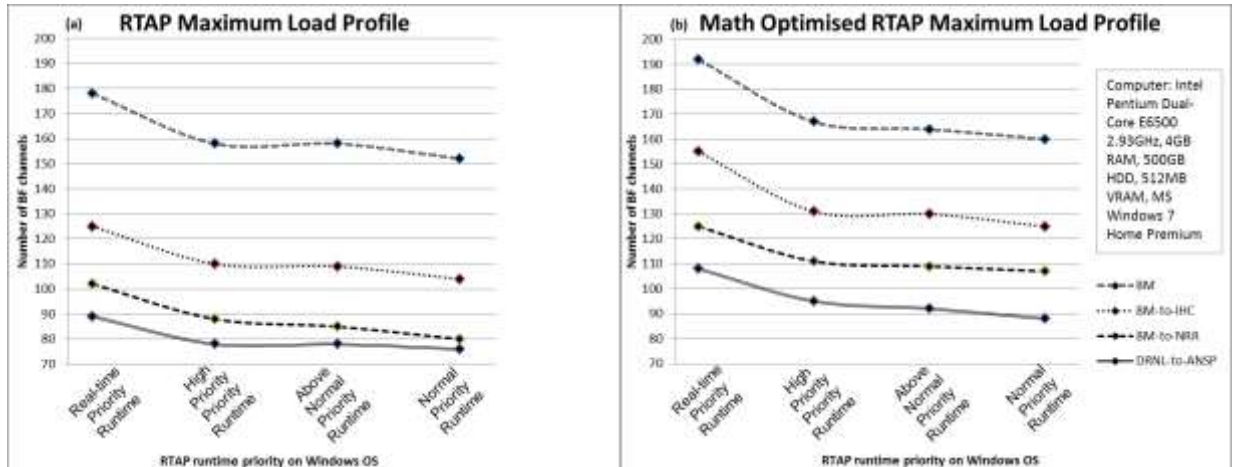 (a) RTAP Maximum Load Profile
200
190
180
170
160
150
140
130
120
110
100
90
80
70
Number of BF channels
Real-time
Priority
Runtime
High
Priority
Priority
Runtime
Above
Normal
Priority
Runtime
Normal
Priority
Runtime
RTAP runtime priority on Windows OS
(b) Math Optimised RTAP Maximum Load Profile
200
190
180
170
160
150
140
130
120
110
100
90
80
70
Number of BF channels
Real-time
Priority
Runtime
High
Priority
Priority
Runtime
Above
Normal
Priority
Runtime
Normal
Priority
Runtime
RTAP runtime priority on Windows OS
Computer: Intel
Pentium Dual-
Core E6500
2.93GHz, 4GB
RAM, 500GB
HDD, 512MB
VRAM, MS
Windows 7
Home Premium
BM
BM-to-IHC
BM-to-NRR
DRNL-to-ANSP